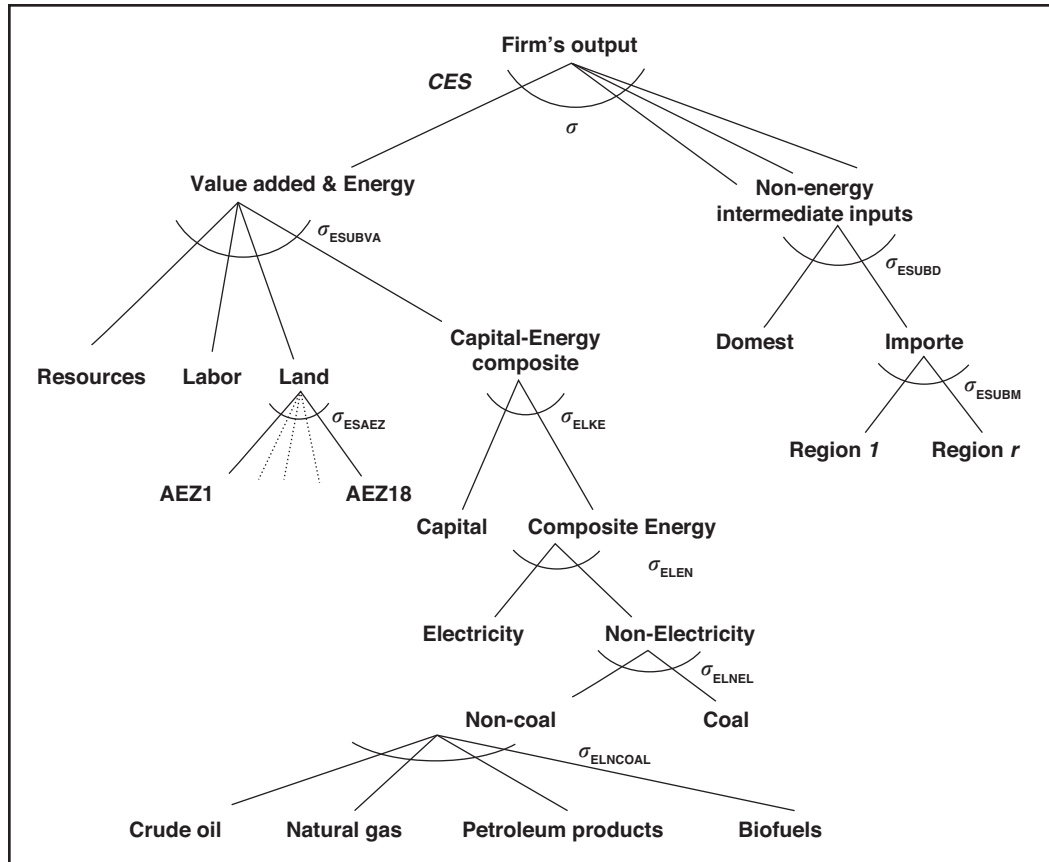 Firm's output
CES
σ
Value added & Energy
Non-energy
intermediate inputs
σESUBVA
σESUBD
Capital-Energy
composite
Domest
Importe
Resources
Labor
Land
σESAEZ
σELKE
σESUBM
Region 1
Region r
AEZ1
AEZ18
Capital
Composite Energy
σELEN
Electricity
Non-Electricity
σELNEL
Non-coal
Coal
σELNCOAL
Crude oil
Natural gas
Petroleum products
Biofuels